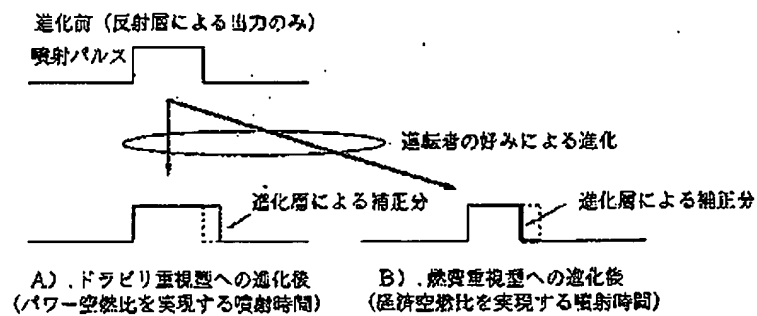 進化前(反射層による出力のみ)
噴射パルス
運転者の好みによる進化
進化層による補正分
進化層による補正分
A).ドラビリ重視型への進化後
(パワー空燃比を実現する噴射時間)
B).燃費重視型への進化後
(経済空燃比を実現する噴射時間)